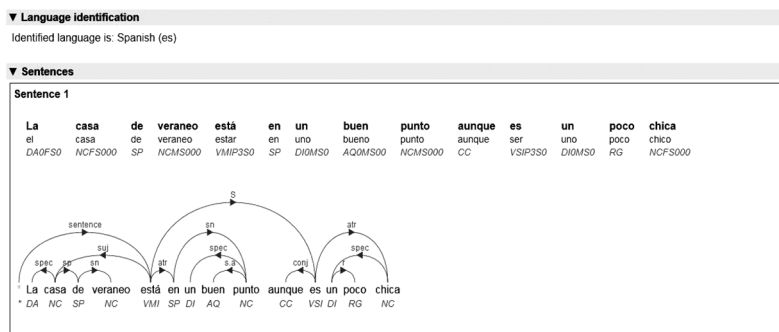 ▼ Language identification
Identified language is: Spanish (es)
▼ Sentences
Sentence 1
La casa de veraneo está en un buen punto aunque es un poco chica
el casa de veraneo estar en uno bueno punto aunque ser uno poco chico
DA0FS0 NCFS000 SP NCMS000 VMIP3S0 SP DI0MS0 AQ0MS00 NCMS000 CC VSIP3S0 DI0MS0 RG NCFS000
S
sentence sn atr
suj spec spec
spec sp sn atr s.a conj r
* La casa de veraneo está en un buen punto aunque es un poco chica
* DA NC SP NC VMI SP DI AQ NC CC VSI DI RG NC